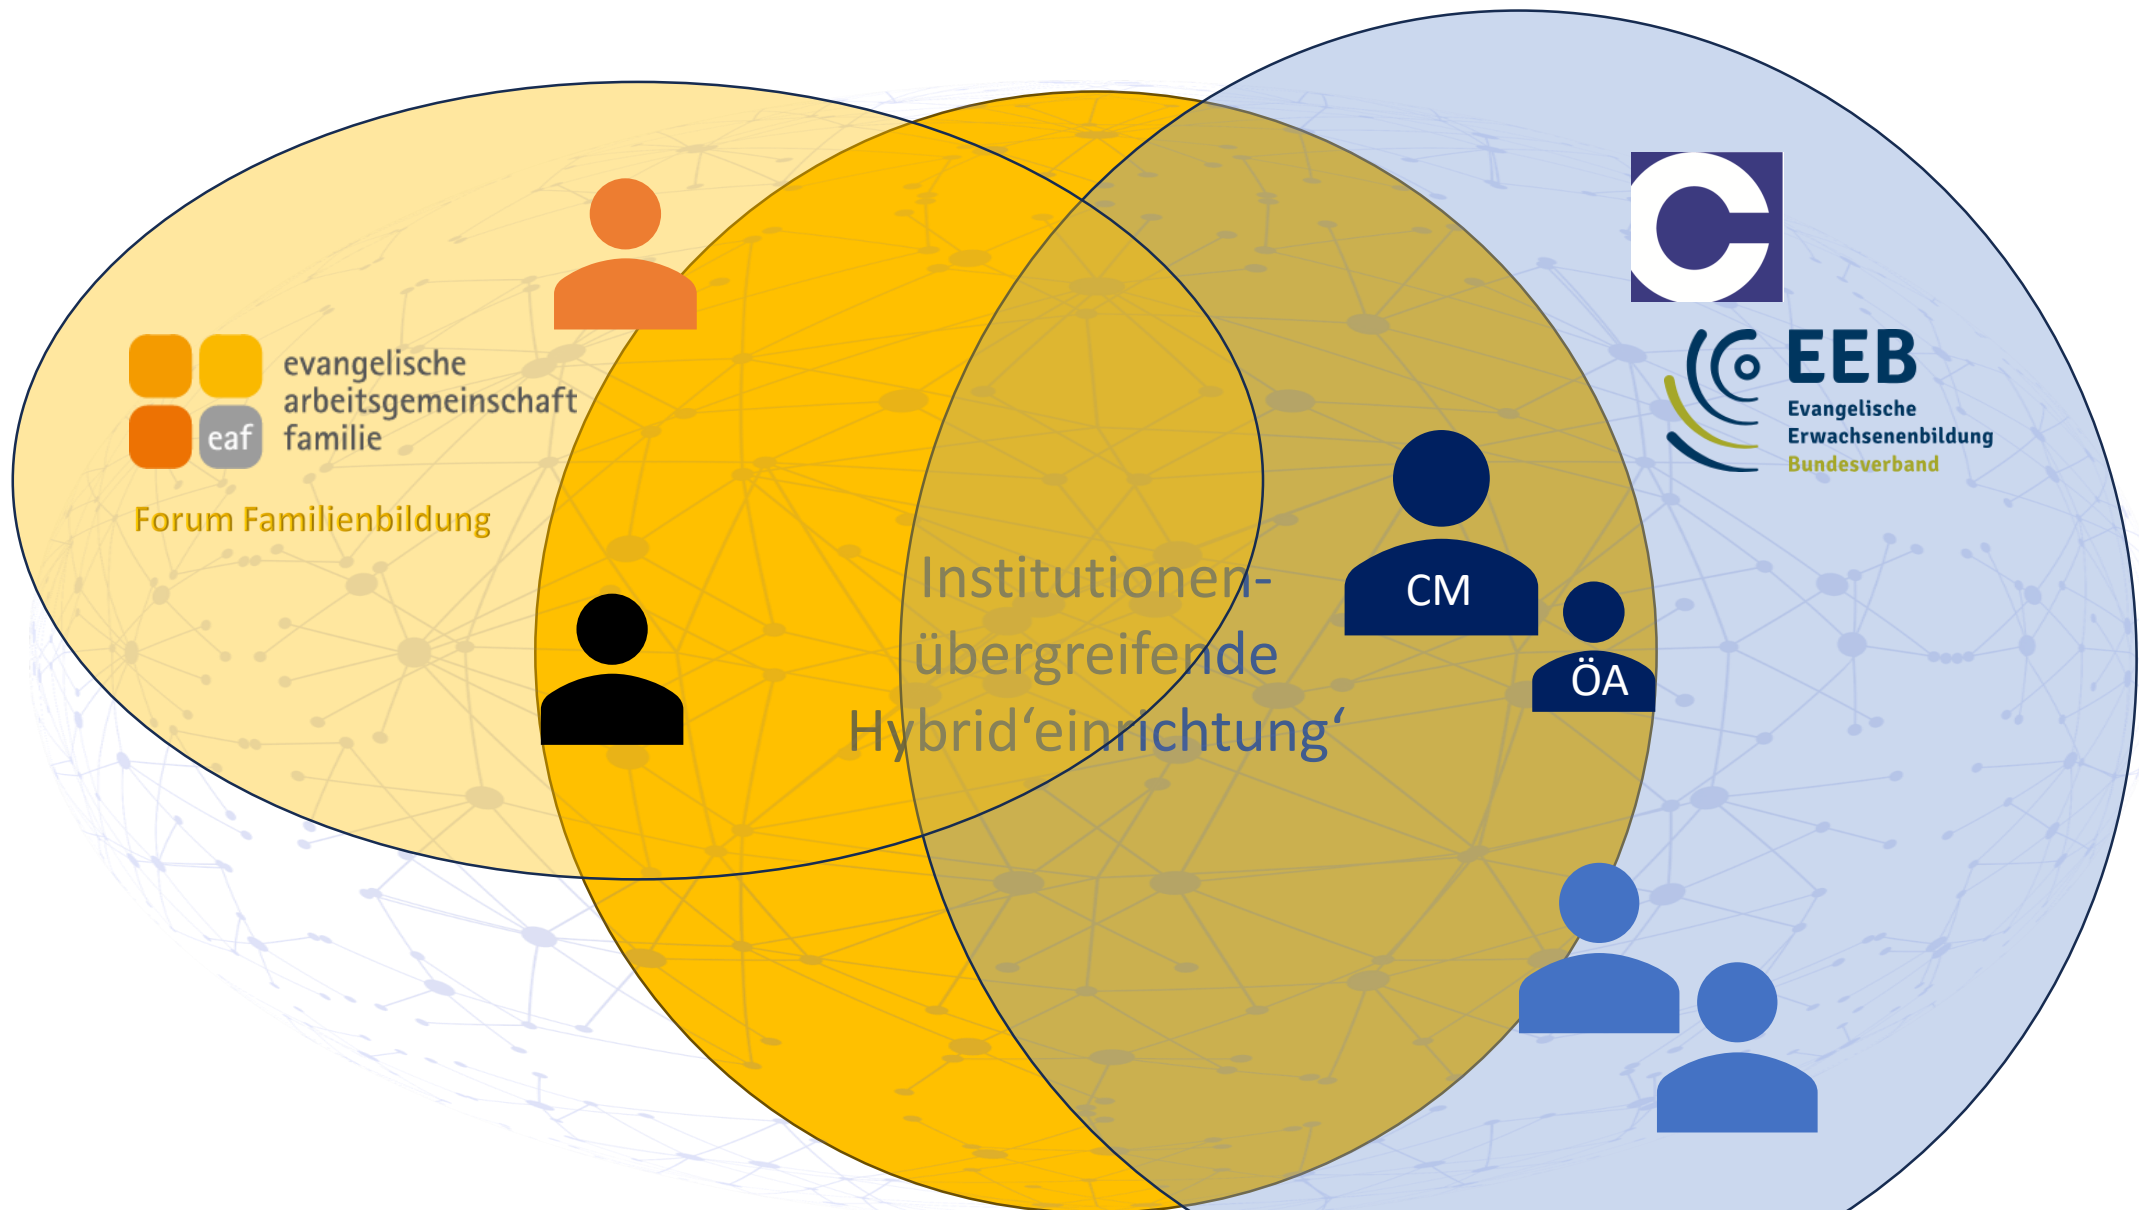 evangelische
arbeitsgemeinschaft
eaf familie
Forum Familienbildung
Institutionen-
übergreifende
Hybrid‘einrichtung‘
CM
ÖA
C
EEB
Evangelische
Erwachsenenbildung
Bundesverband